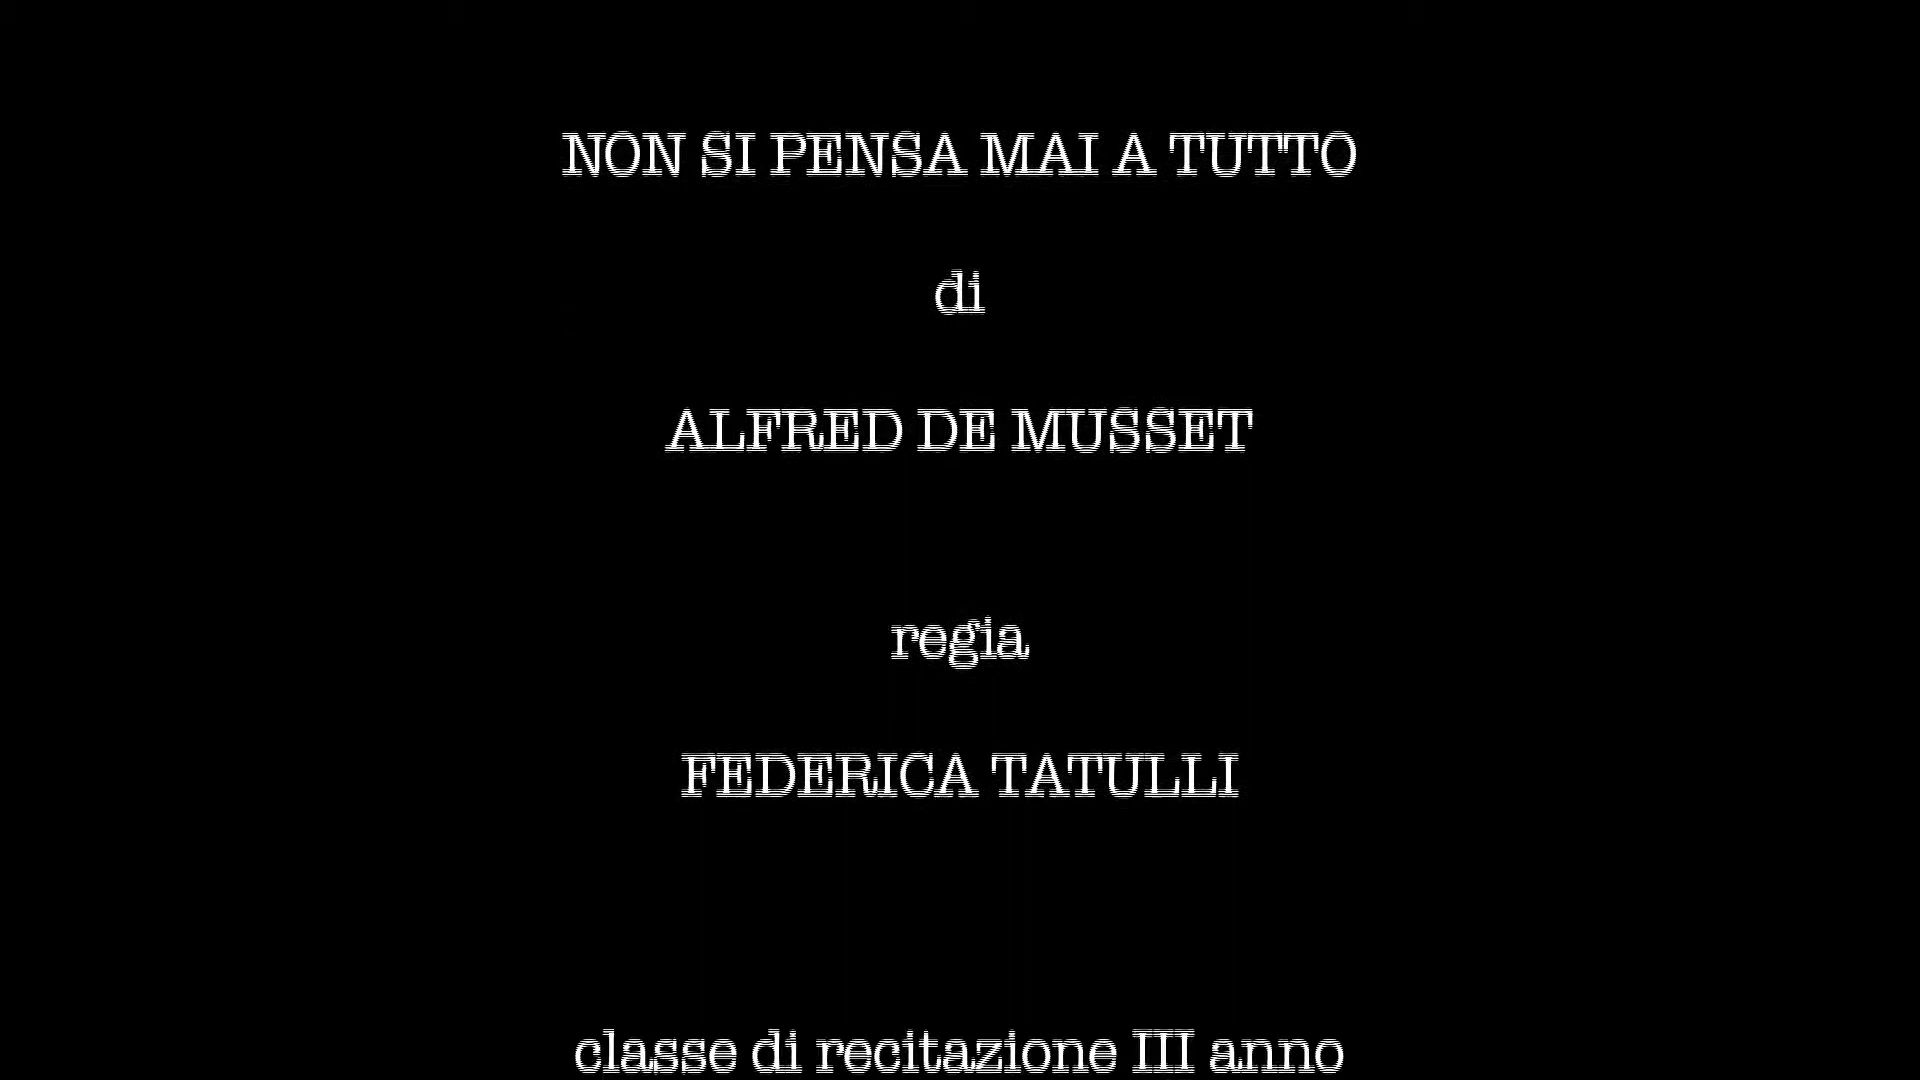 NON SI PENSA MAI A TUTTO
di
ALFRED DE MUSSET
regia
FEDERICA TATULLI
classe di recitazione III anno